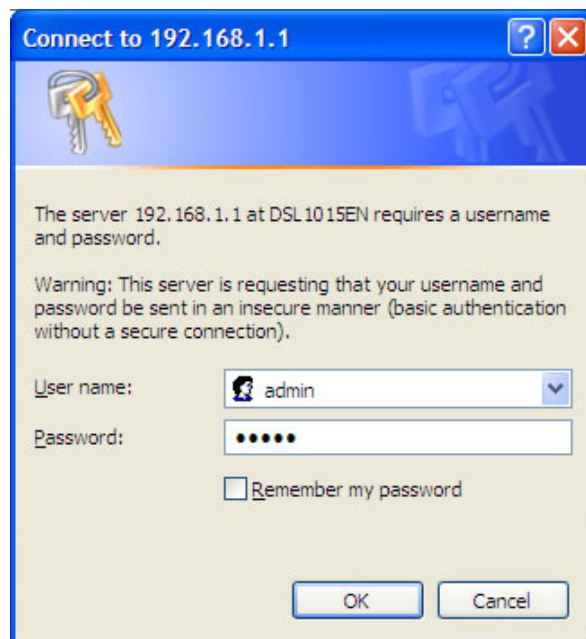 Connect to 192.168.1.1
The server 192.168.1.1 at DSL1015EN requires a username
and password.
Warning: This server is requesting that your username and
password be sent in an insecure manner (basic authentication
without a secure connection).
User name:
admin
Password:
•••••
Remember my password
OK
Cancel